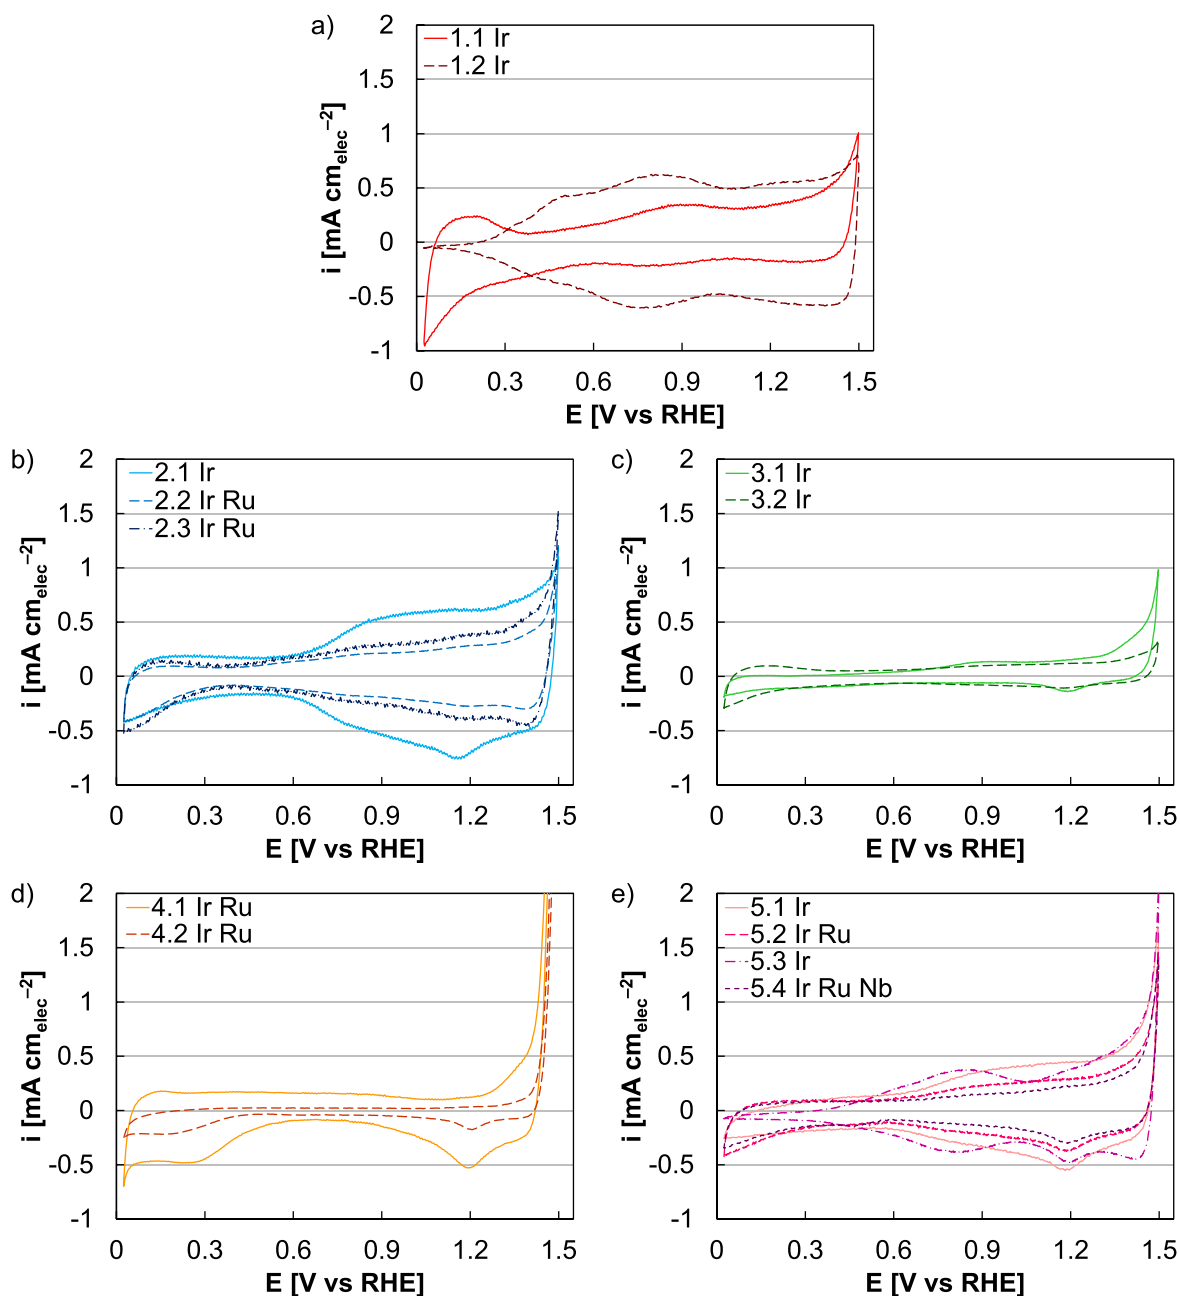 a)
1.1 Ir
1.2 Ir
2
1.5
1
0.5
0
-0.5
-1
i [mA cm_elec^−2]
0 0.3 0.6 0.9 1.2 1.5
E [V vs RHE]
b)
2.1 Ir
2.2 Ir Ru
2.3 Ir Ru
2
1.5
1
0.5
0
-0.5
-1
i [mA cm_elec^−2]
0 0.3 0.6 0.9 1.2 1.5
E [V vs RHE]
c)
3.1 Ir
3.2 Ir
2
1.5
1
0.5
0
-0.5
-1
i [mA cm_elec^−2]
0 0.3 0.6 0.9 1.2 1.5
E [V vs RHE]
d)
4.1 Ir Ru
4.2 Ir Ru
2
1.5
1
0.5
0
-0.5
-1
i [mA cm_elec^−2]
0 0.3 0.6 0.9 1.2 1.5
E [V vs RHE]
e)
5.1 Ir
5.2 Ir Ru
5.3 Ir
5.4 Ir Ru Nb
2
1.5
1
0.5
0
-0.5
-1
i [mA cm_elec^−2]
0 0.3 0.6 0.9 1.2 1.5
E [V vs RHE]